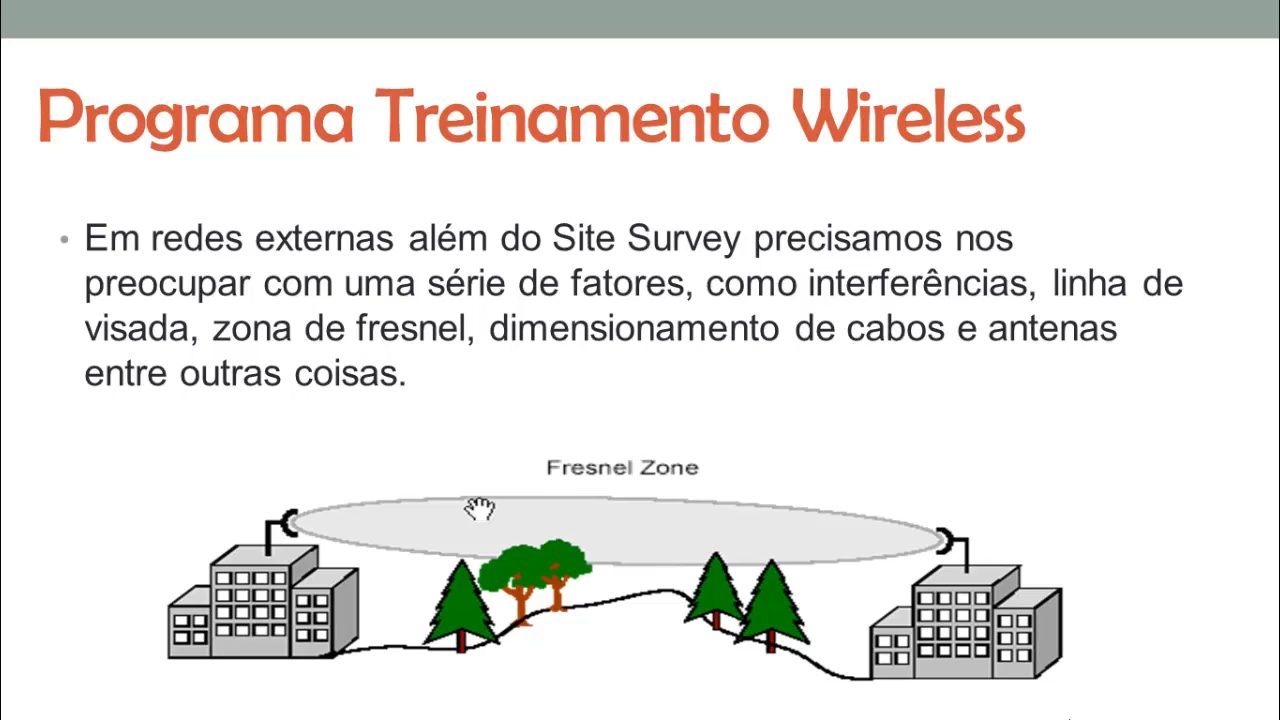 Programa Treinamento Wireless
• Em redes externas além do Site Survey precisamos nos
preocupar com uma série de fatores, como interferências, linha de
visada, zona de fresnel, dimensionamento de cabos e antenas
entre outras coisas.
Fresnel Zone